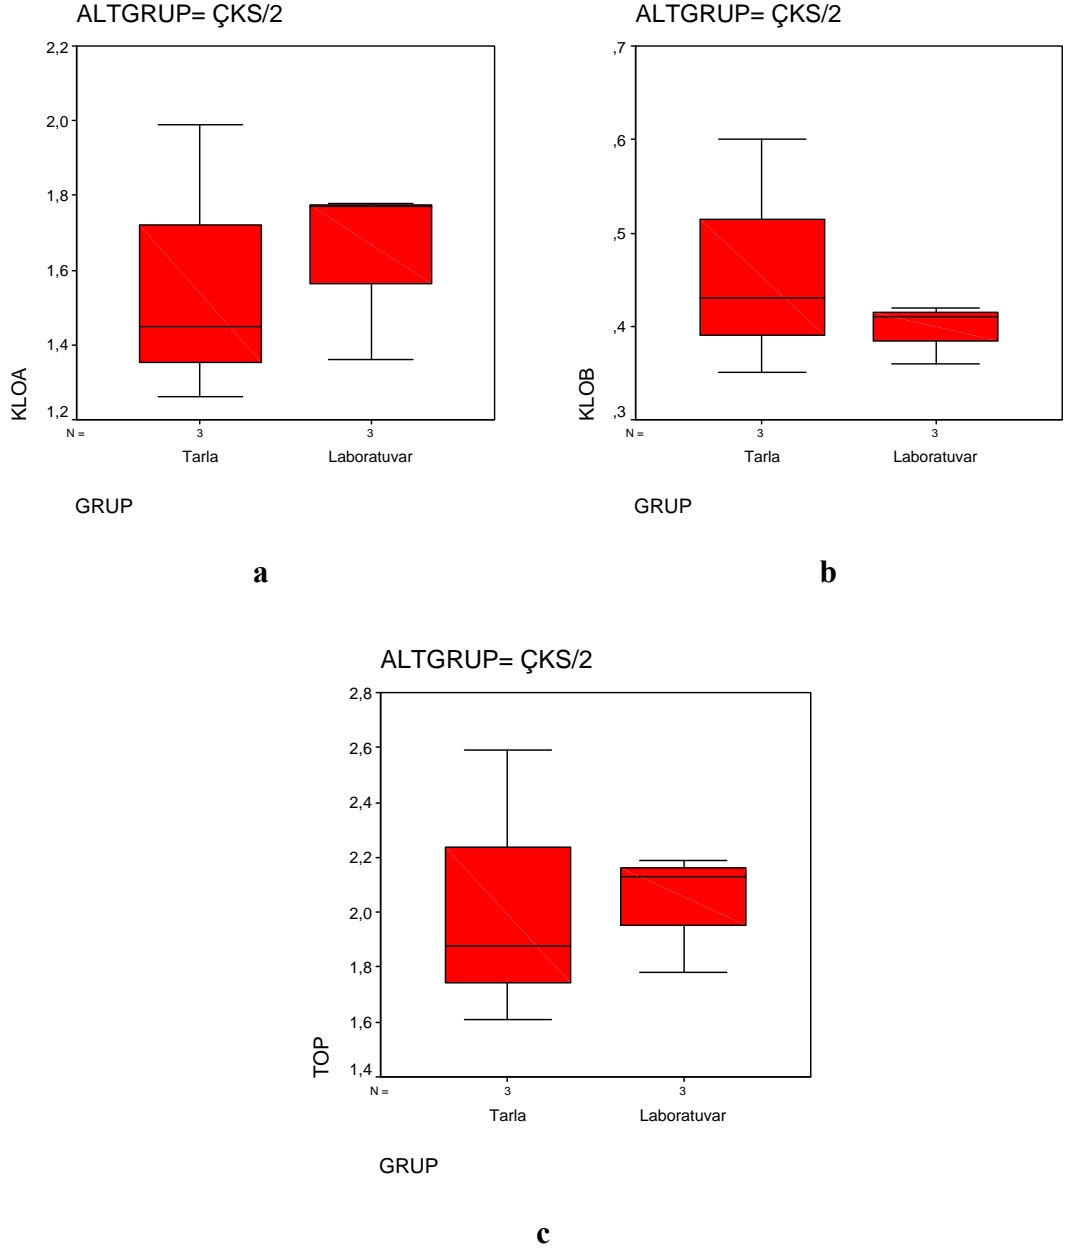 ALTGRUP= ÇKS/2
KLOA
2,2
2,0
1,8
1,6
1,4
1,2
N = 3 3
Tarla Laboratuvar
GRUP
a
ALTGRUP= ÇKS/2
KLOB
,7
,6
,5
,4
,3
N = 3 3
Tarla Laboratuvar
GRUP
b
ALTGRUP= ÇKS/2
TOP
2,8
2,6
2,4
2,2
2,0
1,8
1,6
1,4
N = 3 3
Tarla Laboratuvar
GRUP
c